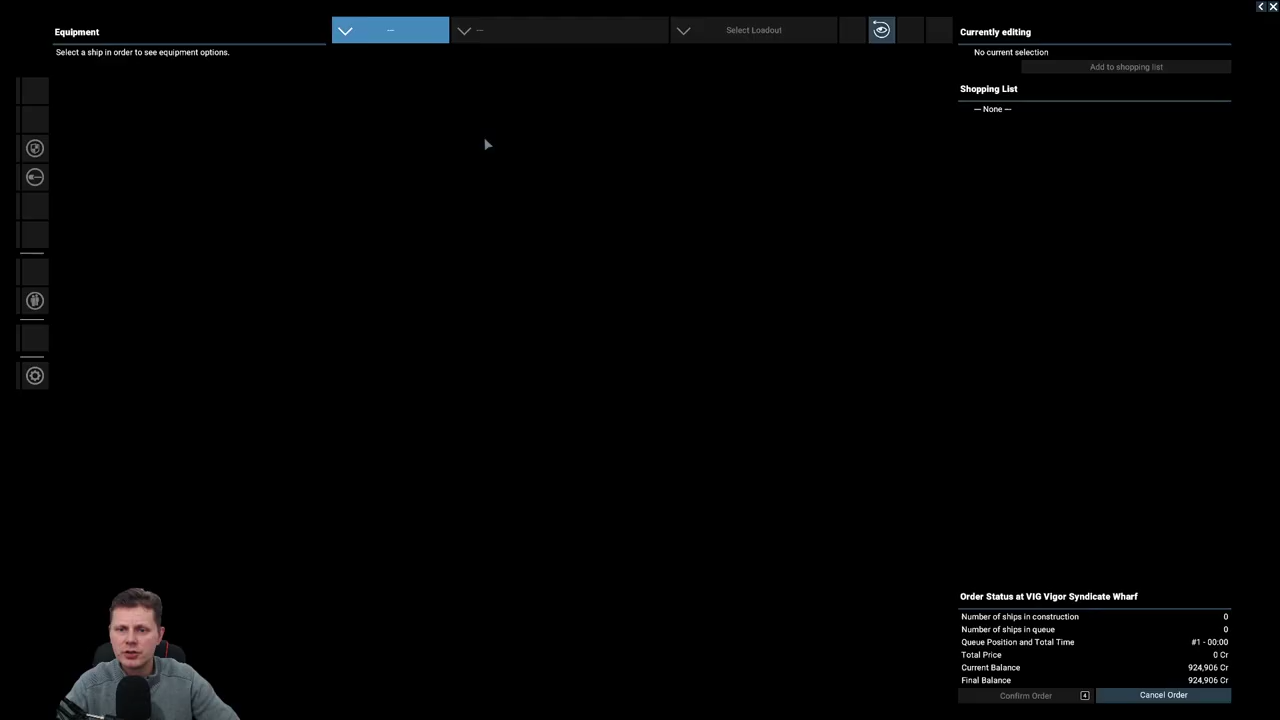 Equipment
Select a ship in order to see equipment options.
—
—
Select Loadout
Currently editing
No current selection
Add to shopping list
Shopping List
— None —
Order Status at VIG Vigor Syndicate Wharf
Number of ships in construction 0
Number of ships in queue 0
Queue Position and Total Time #1 - 00:00
Total Price 0 Cr
Current Balance 924,906 Cr
Final Balance 924,906 Cr
Confirm Order 4
Cancel Order